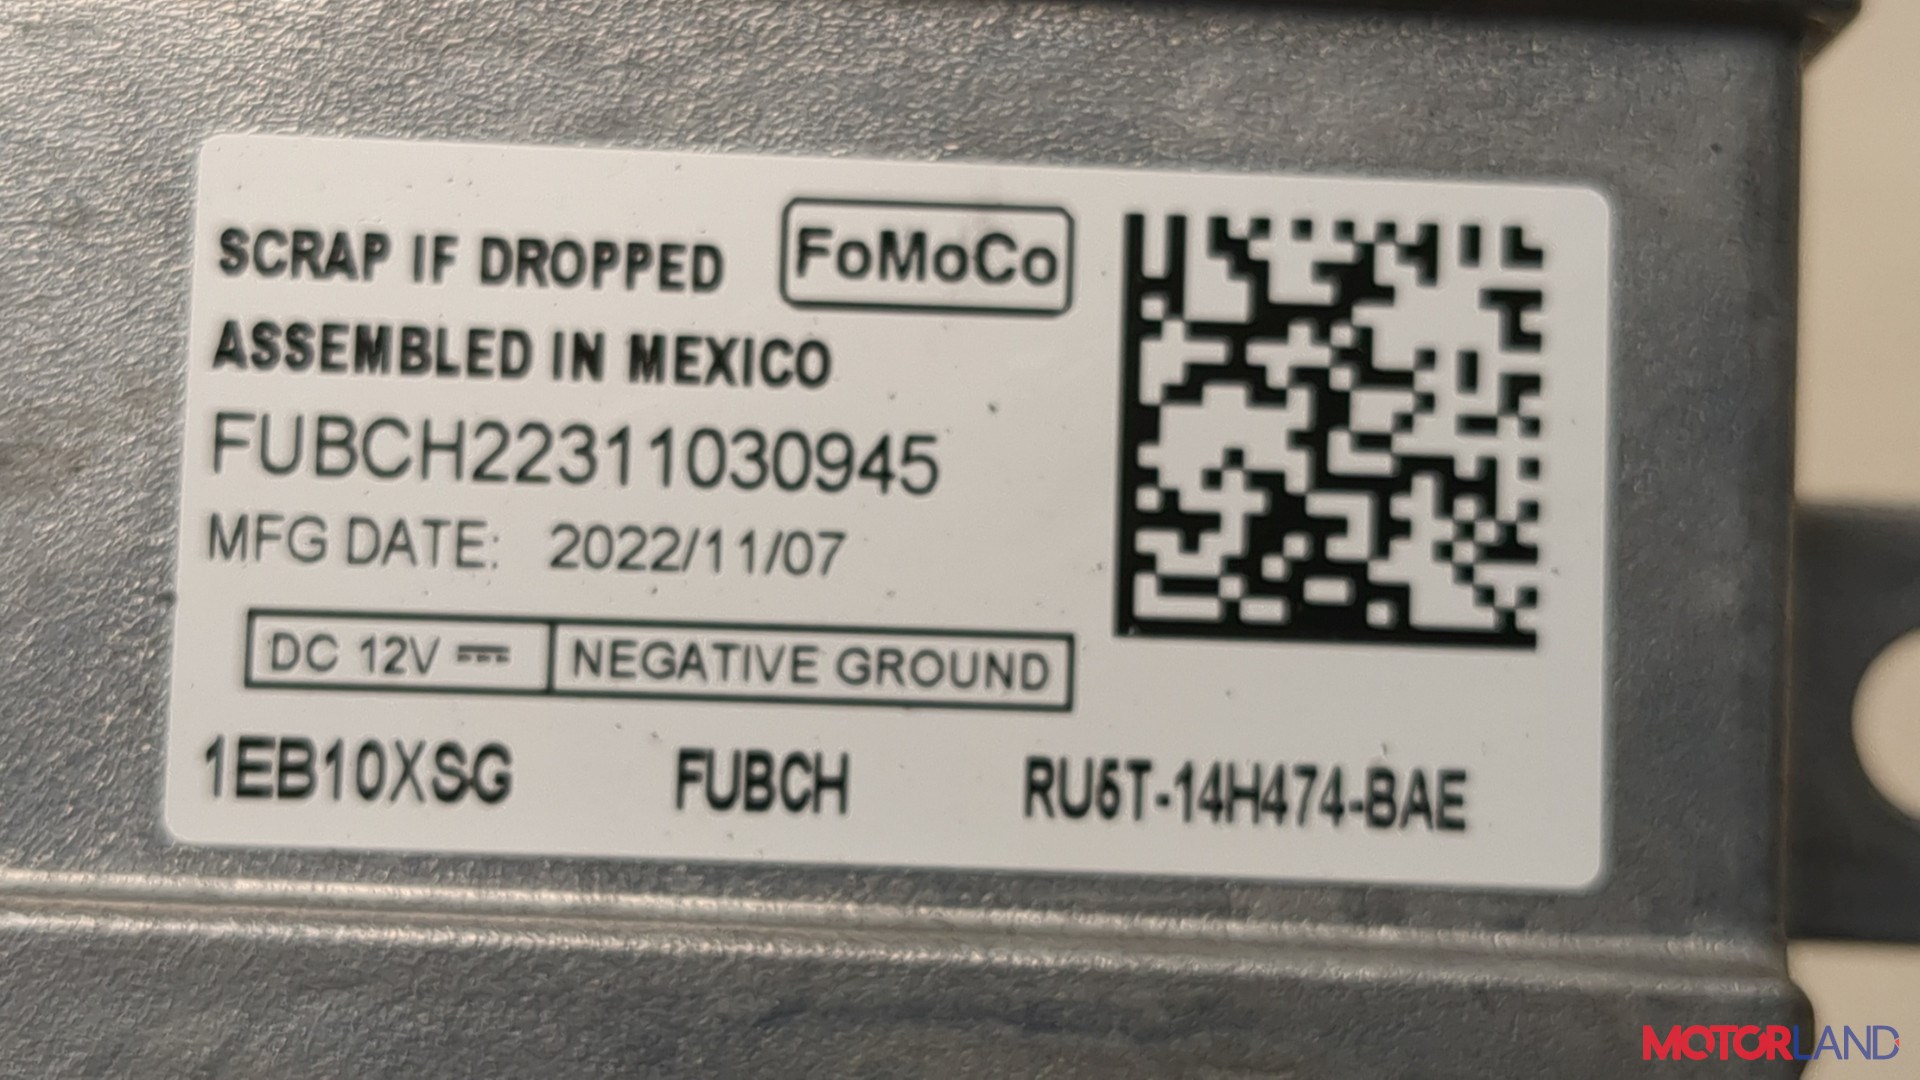 SCRAP IF DROPPED FoMoCo
ASSEMBLED IN MEXICO
FUBCH22311030945
MFG DATE: 2022/11/07
DC 12V NEGATIVE GROUND
1EB10XSG FUBCH RU5T-14H474-BAE
MOTORLAND